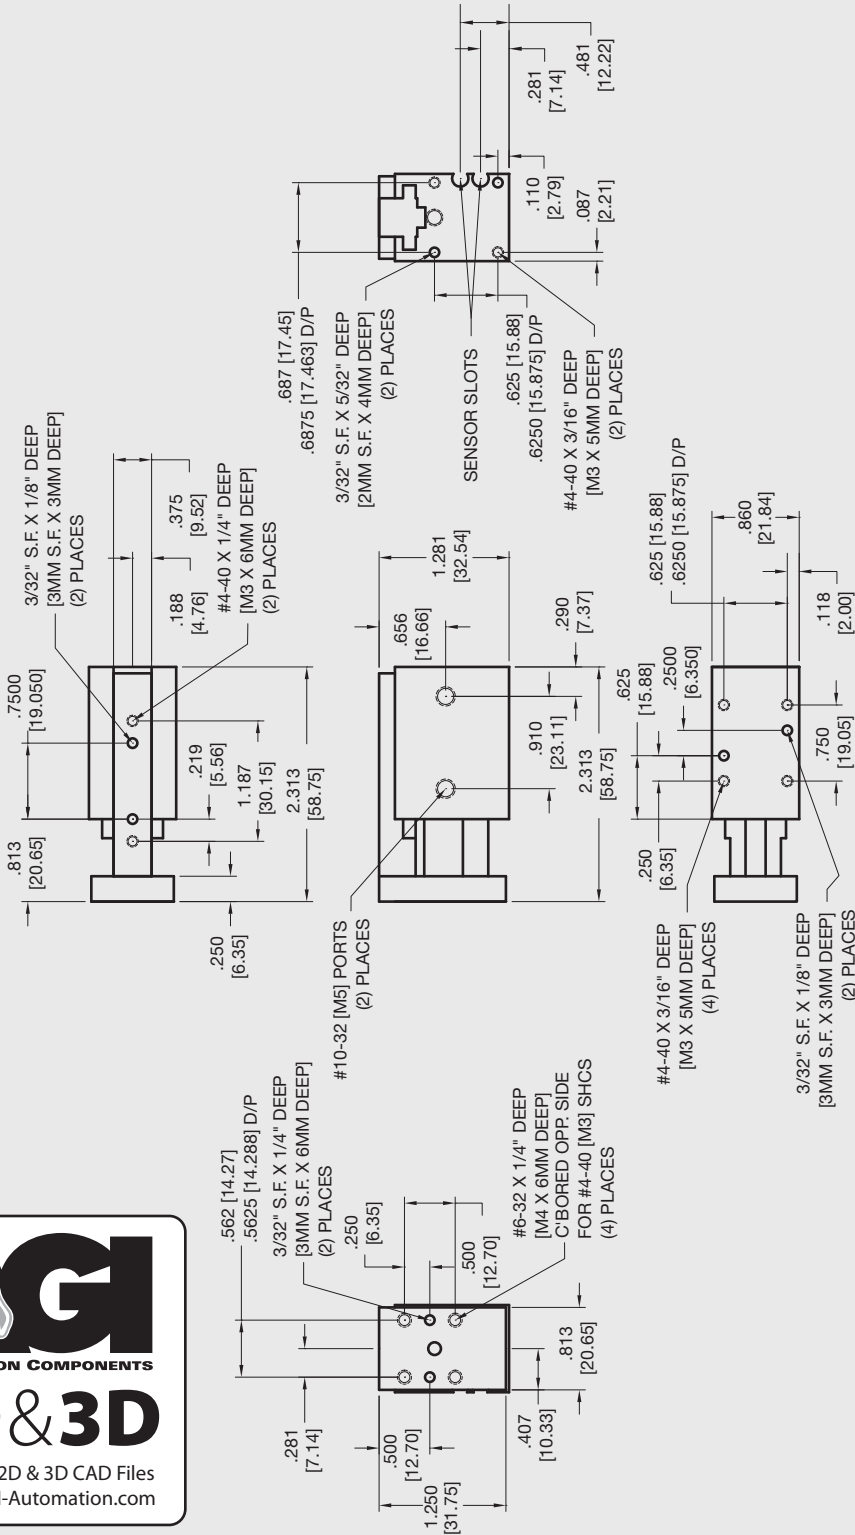 .481
[12.22]
.281
[7.14]
.110
[2.79]
.087
[2.21]
.687 [17.45]
.6875 [17.463] D/P
3/32" S.F. X 5/32" DEEP
[2MM S.F. X 4MM DEEP]
(2) PLACES
SENSOR SLOTS
.625 [15.88]
.6250 [15.875] D/P
#4-40 X 3/16" DEEP
[M3 X 5MM DEEP]
(2) PLACES
3/32" S.F. X 1/8" DEEP
[3MM S.F. X 3MM DEEP]
(2) PLACES
.375
[9.52]
.188
[4.76]
#4-40 X 1/4" DEEP
[M3 X 6MM DEEP]
(2) PLACES
.7500
[19.050]
.813
[20.65]
.219
[5.56]
1.187
[30.15]
2.313
[58.75]
.250
[6.35]
1.281
[32.54]
.656
[16.66]
.290
[7.37]
.910
[23.11]
2.313
[58.75]
#10-32 [M5] PORTS
(2) PLACES
.625 [15.88]
.6250 [15.875] D/P
.860
[21.84]
.118
[2.00]
.625
[15.88]
.2500
[6.350]
.750
[19.05]
.250
[6.35]
#4-40 X 3/16" DEEP
[M3 X 5MM DEEP]
(4) PLACES
3/32" S.F. X 1/8" DEEP
[3MM S.F. X 3MM DEEP]
(2) PLACES
.562 [14.27]
.5625 [14.288] D/P
3/32" S.F. X 1/4" DEEP
[3MM S.F. X 6MM DEEP]
(2) PLACES
.250
[6.35]
.500
[12.70]
#6-32 X 1/4" DEEP
[M4 X 6MM DEEP]
C'BORED OPP. SIDE
FOR #4-40 [M3] SHCS
(4) PLACES
.281
[7.14]
.500
[12.70]
1.250
[31.75]
.407
[10.33]
.813
[20.65]
GI
ON COMPONENTS
&3D
2D & 3D CAD Files
-Automation.com